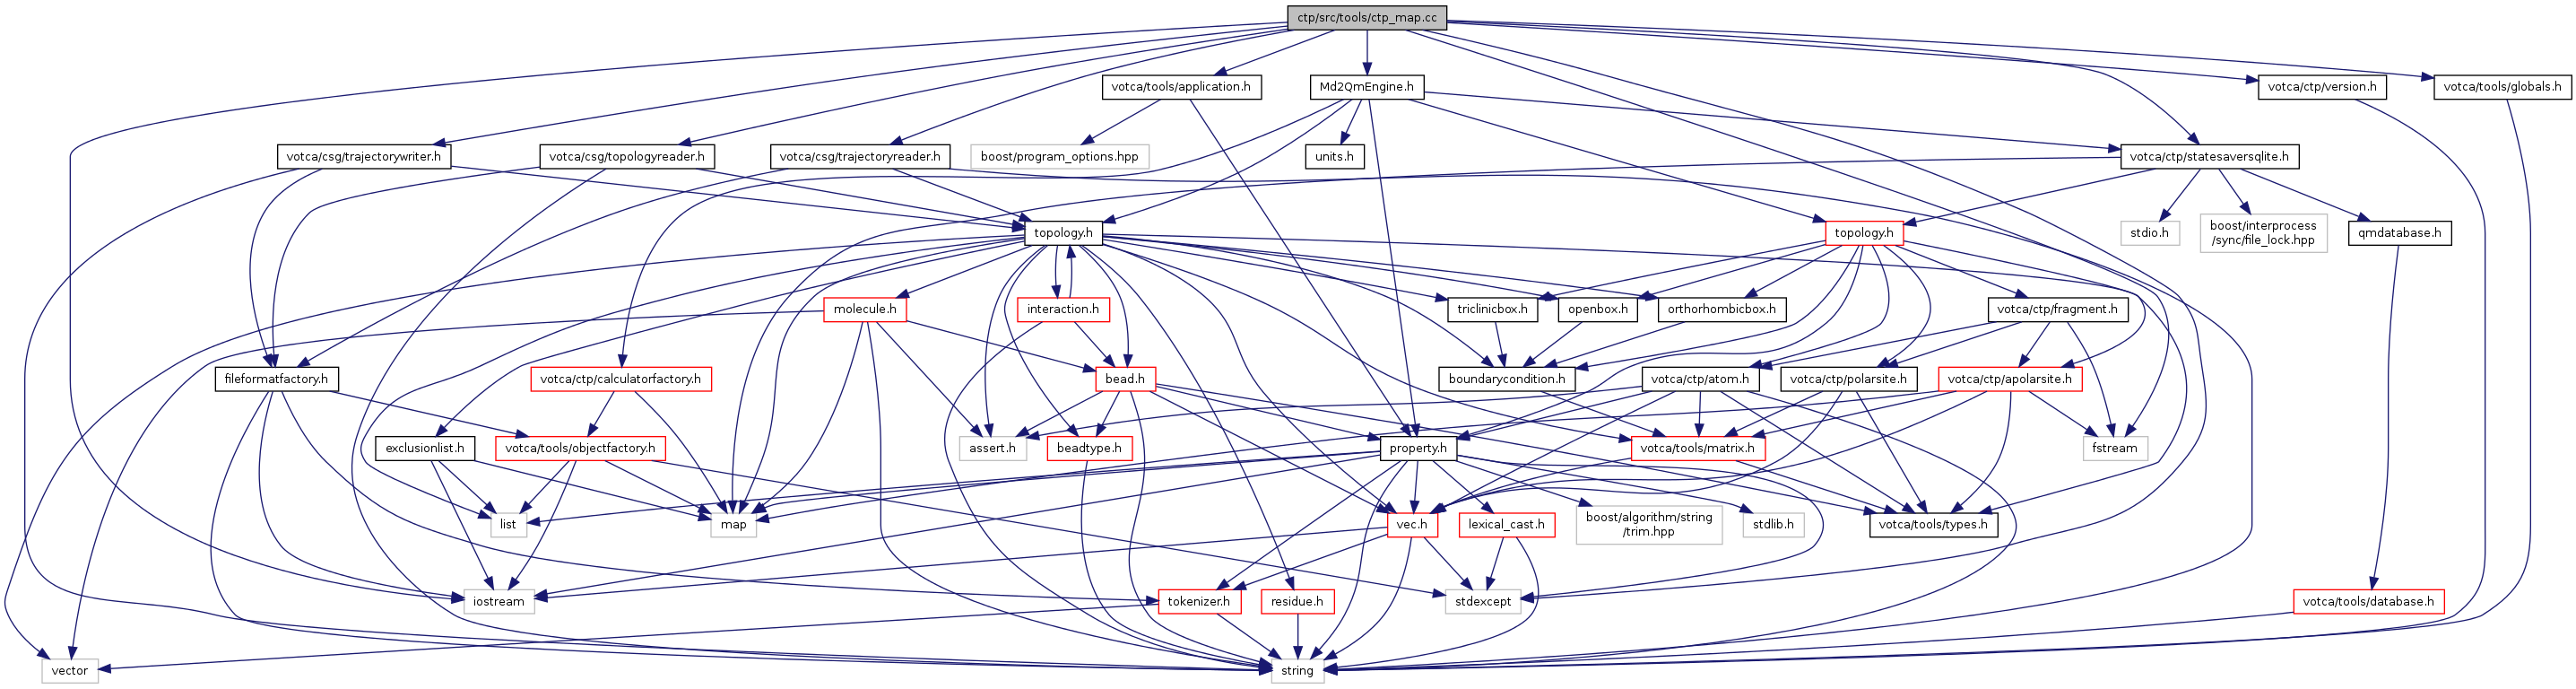 ctp/src/tools/ctp_map.cc
votca/tools/application.h
Md2QmEngine.h
votca/ctp/version.h
votca/tools/globals.h
votca/csg/trajectorywriter.h
votca/csg/topologyreader.h
votca/csg/trajectoryreader.h
boost/program_options.hpp
units.h
votca/ctp/statesaversqlite.h
topology.h
topology.h
stdio.h
boost/interprocess
/sync/file_lock.hpp
qmdatabase.h
molecule.h
interaction.h
triclinicbox.h
openbox.h
orthorhombicbox.h
votca/ctp/fragment.h
fileformatfactory.h
votca/ctp/calculatorfactory.h
bead.h
boundarycondition.h
votca/ctp/atom.h
votca/ctp/polarsite.h
votca/ctp/apolarsite.h
exclusionlist.h
votca/tools/objectfactory.h
assert.h
beadtype.h
property.h
votca/tools/matrix.h
fstream
list
map
vec.h
lexical_cast.h
boost/algorithm/string
/trim.hpp
stdlib.h
votca/tools/types.h
iostream
tokenizer.h
residue.h
stdexcept
votca/tools/database.h
vector
string